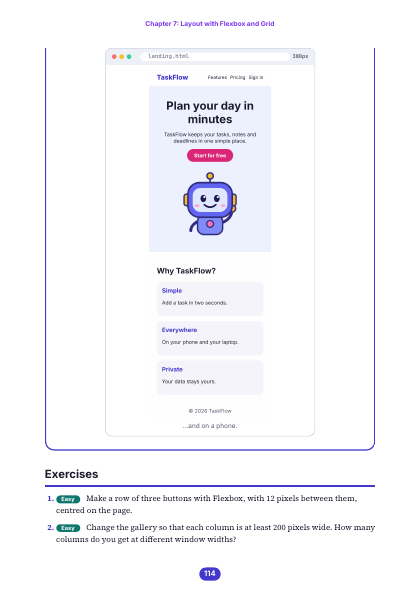 Chapter 7: Layout with Flexbox and Grid
landing.html
380px
TaskFlow
Features Pricing Sign in
Plan your day in
minutes
TaskFlow keeps your tasks, notes and
deadlines in one simple place.
Start for free
Why TaskFlow?
Simple
Add a task in two seconds.
Everywhere
On your phone and your laptop.
Private
Your data stays yours.
© 2026 TaskFlow
...and on a phone.
Exercises
1. Easy Make a row of three buttons with Flexbox, with 12 pixels between them,
centred on the page.
2. Easy Change the gallery so that each column is at least 200 pixels wide. How many
columns do you get at different window widths?
114